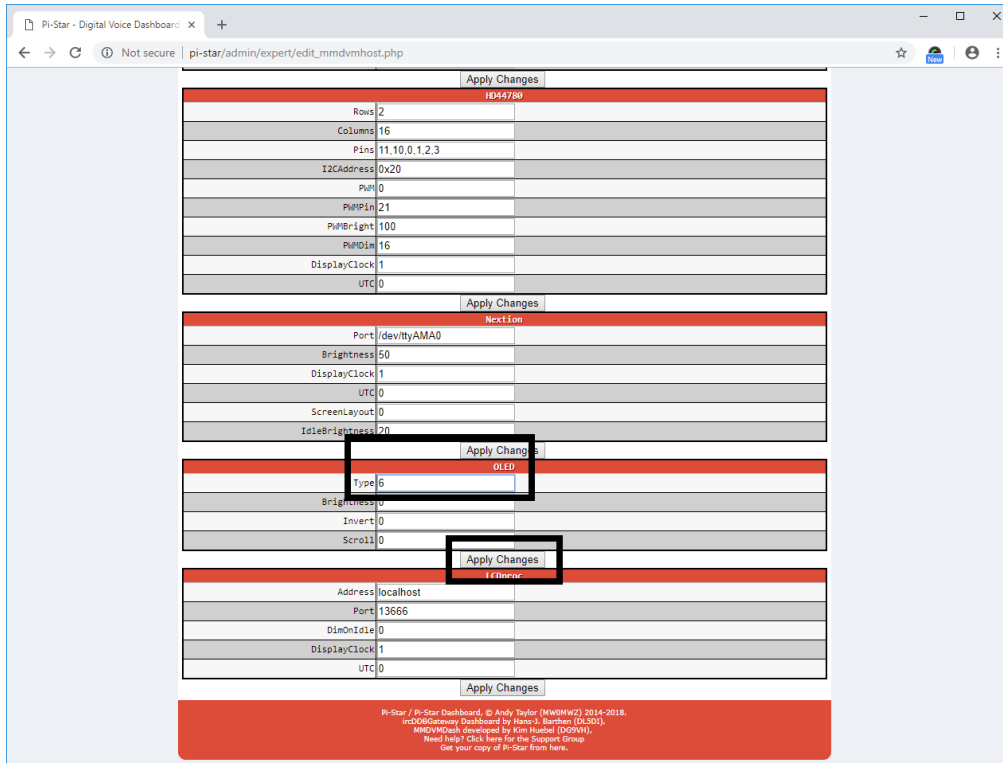 Pi-Star - Digital Voice Dashboard
Not secure | pi-star/admin/expert/edit_mmdvmhost.php
New
Apply Changes
HD44780
Rows 2
Columns 16
Pins 11,10,0,1,2,3
I2CAddress 0x20
PWM 0
PWMPin 21
PWMBright 100
PWMDim 16
DisplayClock 1
UTC 0
Apply Changes
Nextion
Port /dev/ttyAMA0
Brightness 50
DisplayClock 1
UTC 0
ScreenLayout 0
IdleBrightness 20
Apply Changes
OLED
Type 6
Brightness 0
Invert 0
Scroll 0
Apply Changes
LCDproc
Address localhost
Port 13666
DimOnIdle 0
DisplayClock 1
UTC 0
Apply Changes
Pi-Star / Pi-Star Dashboard, © Andy Taylor (MW0MWZ) 2014-2018.
ircDDBGateway Dashboard by Hans-J. Barthen (DL5DI),
MMDVMDash developed by Kim Huebel (DG9VH),
Need help? Click here for the Support Group
Get your copy of Pi-Star from here.